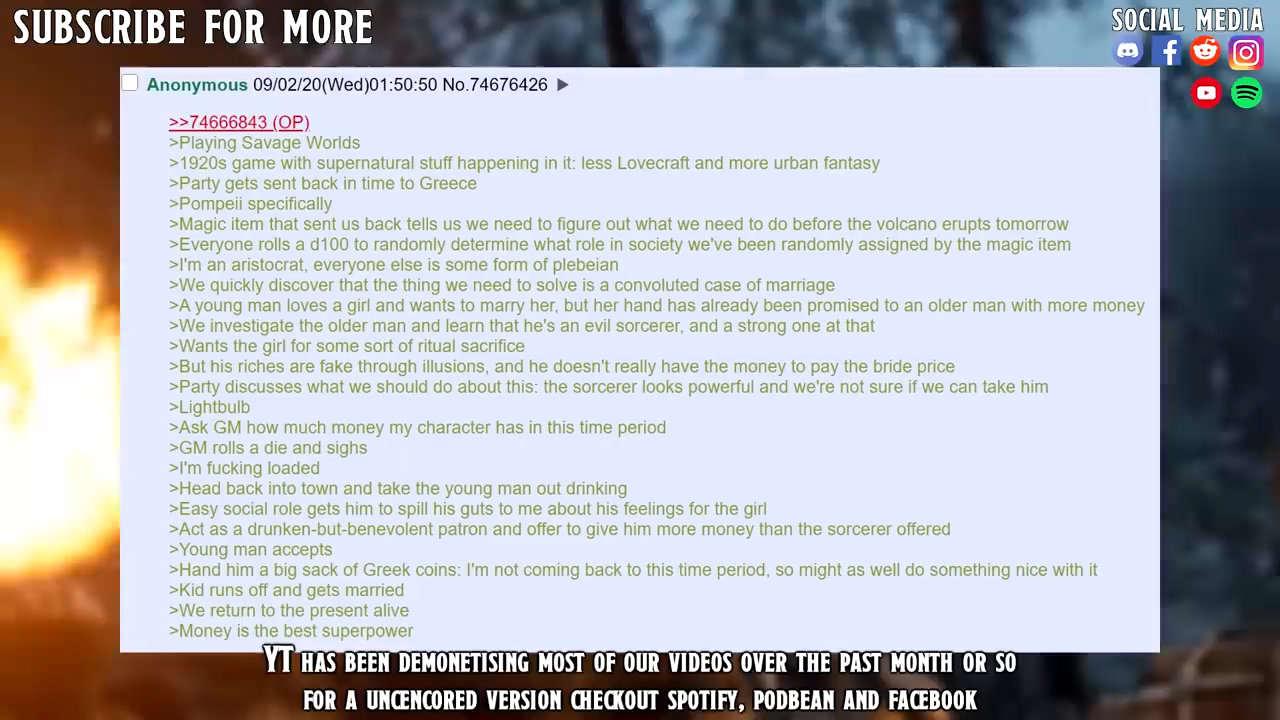 SUBSCRIBE FOR MORE
SOCIAL MEDIA
Anonymous 09/02/20(Wed)01:50:50 No.74676426 ▶
>>74666843 (OP)
>Playing Savage Worlds
>1920s game with supernatural stuff happening in it: less Lovecraft and more urban fantasy
>Party gets sent back in time to Greece
>Pompeii specifically
>Magic item that sent us back tells us we need to figure out what we need to do before the volcano erupts tomorrow
>Everyone rolls a d100 to randomly determine what role in society we've been randomly assigned by the magic item
>I'm an aristocrat, everyone else is some form of plebeian
>We quickly discover that the thing we need to solve is a convoluted case of marriage
>A young man loves a girl and wants to marry her, but her hand has already been promised to an older man with more money
>We investigate the older man and learn that he's an evil sorcerer, and a strong one at that
>Wants the girl for some sort of ritual sacrifice
>But his riches are fake through illusions, and he doesn't really have the money to pay the bride price
>Party discusses what we should do about this: the sorcerer looks powerful and we're not sure if we can take him
>Lightbulb
>Ask GM how much money my character has in this time period
>GM rolls a die and sighs
>I'm fucking loaded
>Head back into town and take the young man out drinking
>Easy social role gets him to spill his guts to me about his feelings for the girl
>Act as a drunken-but-benevolent patron and offer to give him more money than the sorcerer offered
>Young man accepts
>Hand him a big sack of Greek coins: I'm not coming back to this time period, so might as well do something nice with it
>Kid runs off and gets married
>We return to the present alive
>Money is the best superpower
YT HAS BEEN DEMONETISING MOST OF OUR VIDEOS OVER THE PAST MONTH OR SO
FOR A UNCENCORED VERSION CHECKOUT SPOTIFY, PODBEAN AND FACEBOOK